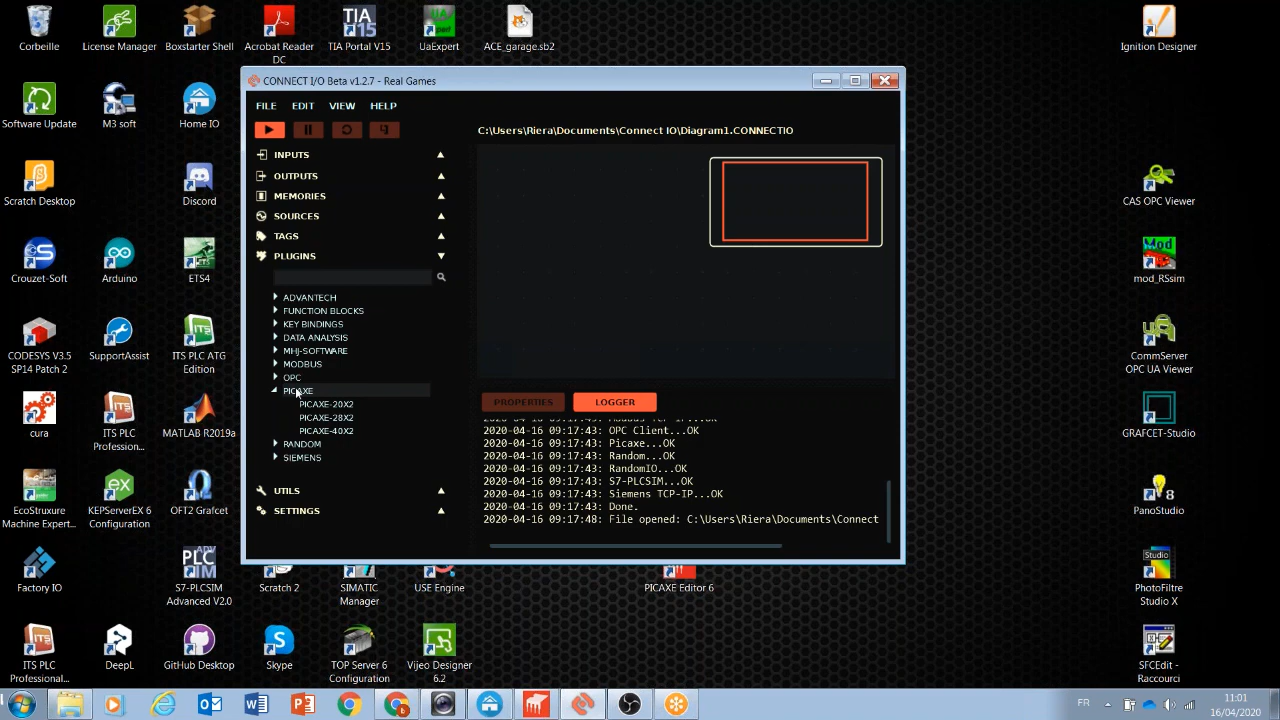 Corbeille
License Manager
Boxstarter Shell
Acrobat Reader DC
TIA Portal V15
UaExpert
ACE_garage.sb2
Ignition Designer
CONNECT I/O Beta v1.2.7 - Real Games
FILE EDIT VIEW HELP
C:\Users\Riera\Documents\Connect IO\Diagram1.CONNECTIO
INPUTS
OUTPUTS
MEMORIES
SOURCES
TAGS
PLUGINS
ADVANTECH
FUNCTION BLOCKS
KEY BINDINGS
DATA ANALYSIS
MHJ-SOFTWARE
MODBUS
OPC
PICAXE
PICAXE-20X2
PICAXE-28X2
PICAXE-40X2
RANDOM
SIEMENS
UTILS
SETTINGS
PROPERTIES
LOGGER
2020-04-16 09:17:43: Modbus TCP-IP...OK
2020-04-16 09:17:43: OPC Client...OK
2020-04-16 09:17:43: Picaxe...OK
2020-04-16 09:17:43: Random...OK
2020-04-16 09:17:43: RandomIO...OK
2020-04-16 09:17:43: S7-PLCSIM...OK
2020-04-16 09:17:43: Siemens TCP-IP...OK
2020-04-16 09:17:43: Done.
2020-04-16 09:17:48: File opened: C:\Users\Riera\Documents\Connect
Software Update
M3 soft
Home IO
Scratch Desktop
Discord
CAS OPC Viewer
Crouzet-Soft
Arduino
ETS4
mod_RSsim
CODESYS V3.5 SP14 Patch 2
SupportAssist
ITS PLC ATG Edition
CommServer OPC UA Viewer
cura
ITS PLC Profession...
MATLAB R2019a
GRAFCET-Studio
EcoStruxure Machine Expert...
KEPServerEX 6 Configuration
OFT2 Grafcet
PanoStudio
Factory IO
S7-PLCSIM Advanced V2.0
Scratch 2
SIMATIC Manager
USE Engine
PICAXE Editor 6
PhotoFiltre Studio X
ITS PLC Profession...
DeepL
GitHub Desktop
Skype
TOP Server 6 Configuration
Vijeo Designer 6.2
SFCEdit - Raccourci
FR
11:01
16/04/2020